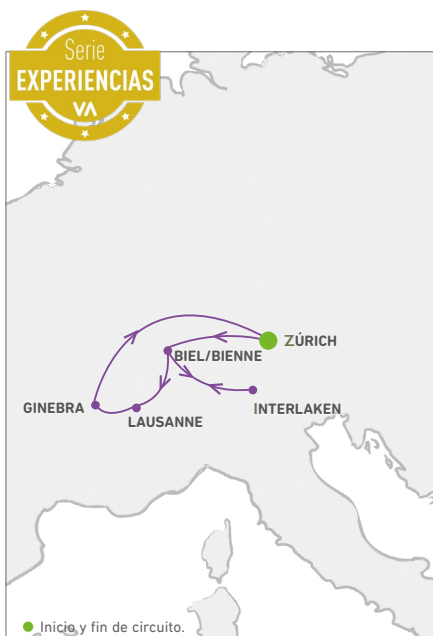 Serie
EXPERIENCIAS
VA
ZÚRICH
BIEL/BIENNE
GINEBRA
LAUSANNE
INTERLAKEN
Inicio y fin de circuito.